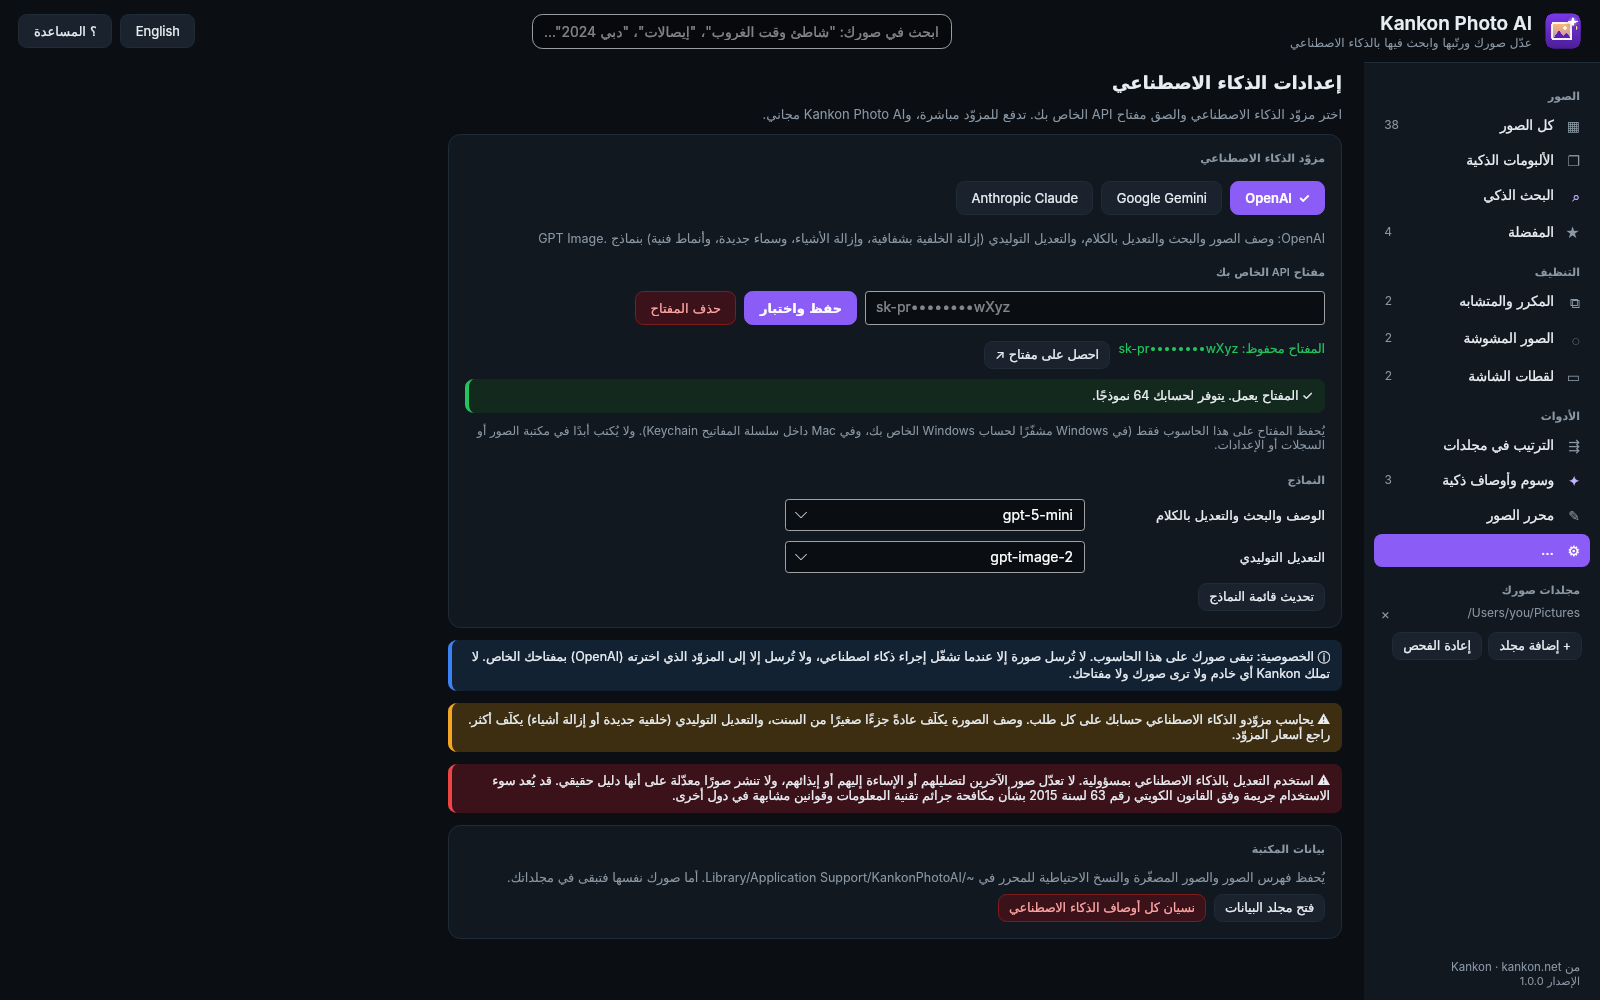 Kankon Photo AI
عدّل صورك ورتّبها وابحث فيها بالذكاء الاصطناعي
ابحث في صورك: "شاطئ وقت الغروب"، "إيصالات"، "دبي 2024"...
English
؟ المساعدة
الصور
كل الصور 38
الألبومات الذكية
البحث الذكي
المفضلة 4
التنظيف
المكرر والمتشابه 2
الصور المشوشة 2
لقطات الشاشة 2
الأدوات
الترتيب في مجلدات
وسوم وأوصاف ذكية 3
محرر الصور
...
مجلدات صورك
/Users/you/Pictures ×
+ إضافة مجلد
إعادة الفحص
من Kankon · kankon.net
الإصدار 1.0.0
إعدادات الذكاء الاصطناعي
اختر مزوّد الذكاء الاصطناعي والصق مفتاح API الخاص بك. تدفع للمزوّد مباشرة، وKankon Photo AI مجاني.
مزوّد الذكاء الاصطناعي
✓ OpenAI
Google Gemini
Anthropic Claude
OpenAI: وصف الصور والبحث والتعديل بالكلام، والتعديل التوليدي (إزالة الخلفية بشفافية، وإزالة الأشياء، وسماء جديدة، وأنماط فنية) بنماذج GPT Image.
مفتاح API الخاص بك
sk-pr••••••••wXyz
حفظ واختبار
حذف المفتاح
المفتاح محفوظ: sk-pr••••••••wXyz
احصل على مفتاح ↗
✓ المفتاح يعمل. يتوفر لحسابك 64 نموذجًا.
يُحفظ المفتاح على هذا الحاسوب فقط (في Windows مشفّرًا لحساب Windows الخاص بك، وفي Mac داخل سلسلة المفاتيح Keychain). ولا يُكتب أبدًا في مكتبة الصور أو
السجلات أو الإعدادات.
النماذج
الوصف والبحث والتعديل بالكلام gpt-5-mini
التعديل التوليدي gpt-image-2
تحديث قائمة النماذج
ⓘ الخصوصية: تبقى صورك على هذا الحاسوب. لا تُرسل صورة إلا عندما تشغّل إجراء ذكاء اصطناعي، ولا تُرسل إلا إلى المزوّد الذي اخترته (OpenAI) بمفتاحك الخاص. لا
تملك Kankon أي خادم ولا ترى صورك ولا مفتاحك.
⚠ يحاسب مزوّدو الذكاء الاصطناعي حسابك على كل طلب. وصف الصورة يكلّف عادةً جزءًا صغيرًا من السنت، والتعديل التوليدي (خلفية جديدة أو إزالة أشياء) يكلّف أكثر.
راجع أسعار المزوّد.
⚠ استخدم التعديل بالذكاء الاصطناعي بمسؤولية. لا تعدّل صور الآخرين لتضليلهم أو الإساءة إليهم أو إيذائهم، ولا تنشر صورًا معدّلة على أنها دليل حقيقي. قد يُعد سوء
الاستخدام جريمة وفق القانون الكويتي رقم 63 لسنة 2015 بشأن مكافحة جرائم تقنية المعلومات وقوانين مشابهة في دول أخرى.
بيانات المكتبة
يُحفظ فهرس الصور والصور المصغّرة والنسخ الاحتياطية للمحرر في ~/Library/Application Support/KankonPhotoAI. أما صورك نفسها فتبقى في مجلداتك.
فتح مجلد البيانات
نسيان كل أوصاف الذكاء الاصطناعي